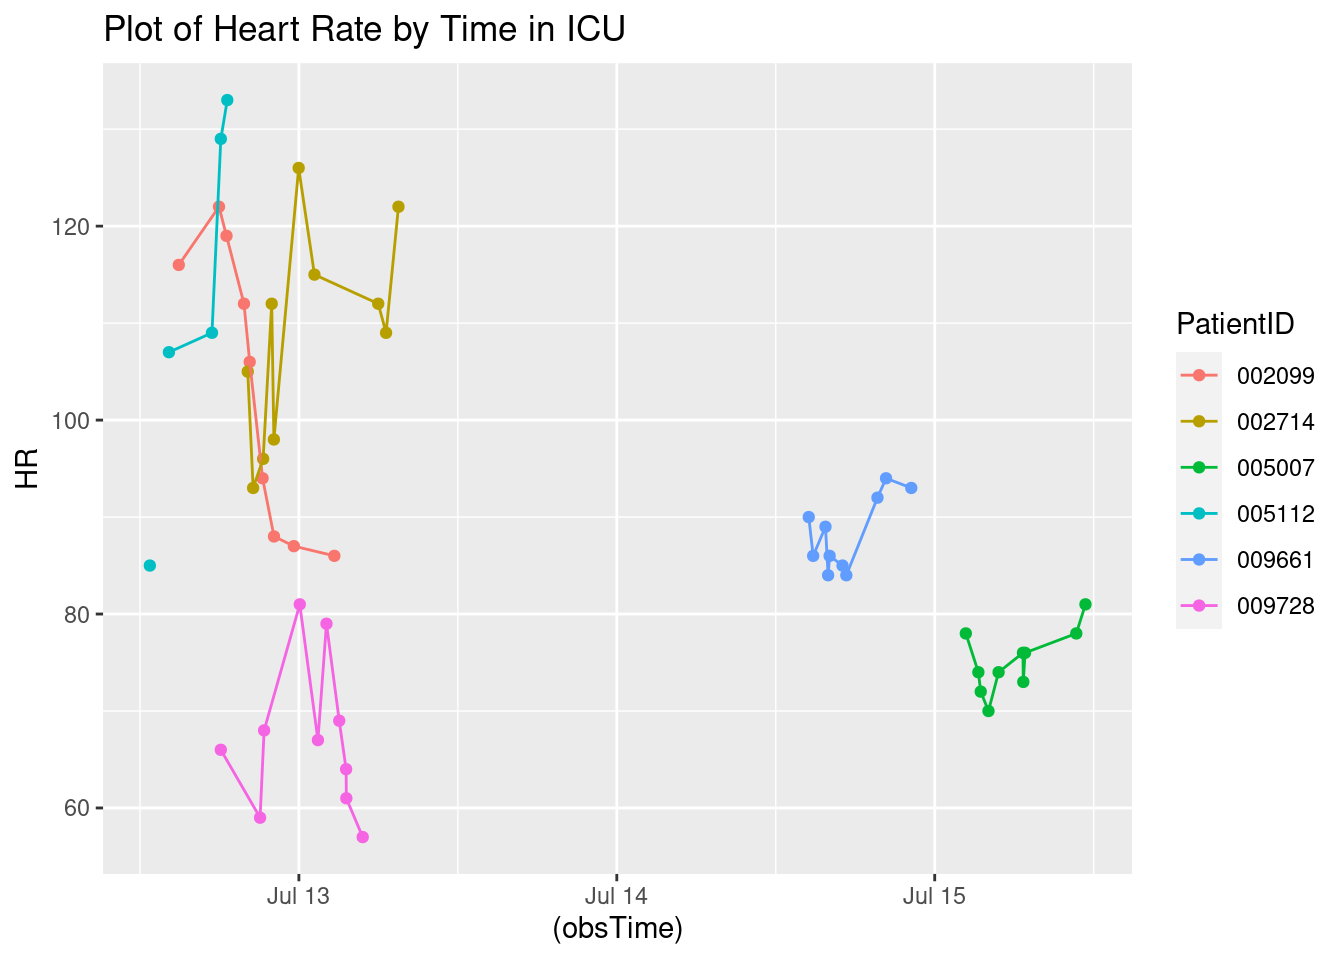 Plot of Heart Rate by Time in ICU
120
100
80
60
HR
Jul 13
Jul 14
Jul 15
(obsTime)
PatientID
002099
002714
005007
005112
009661
009728